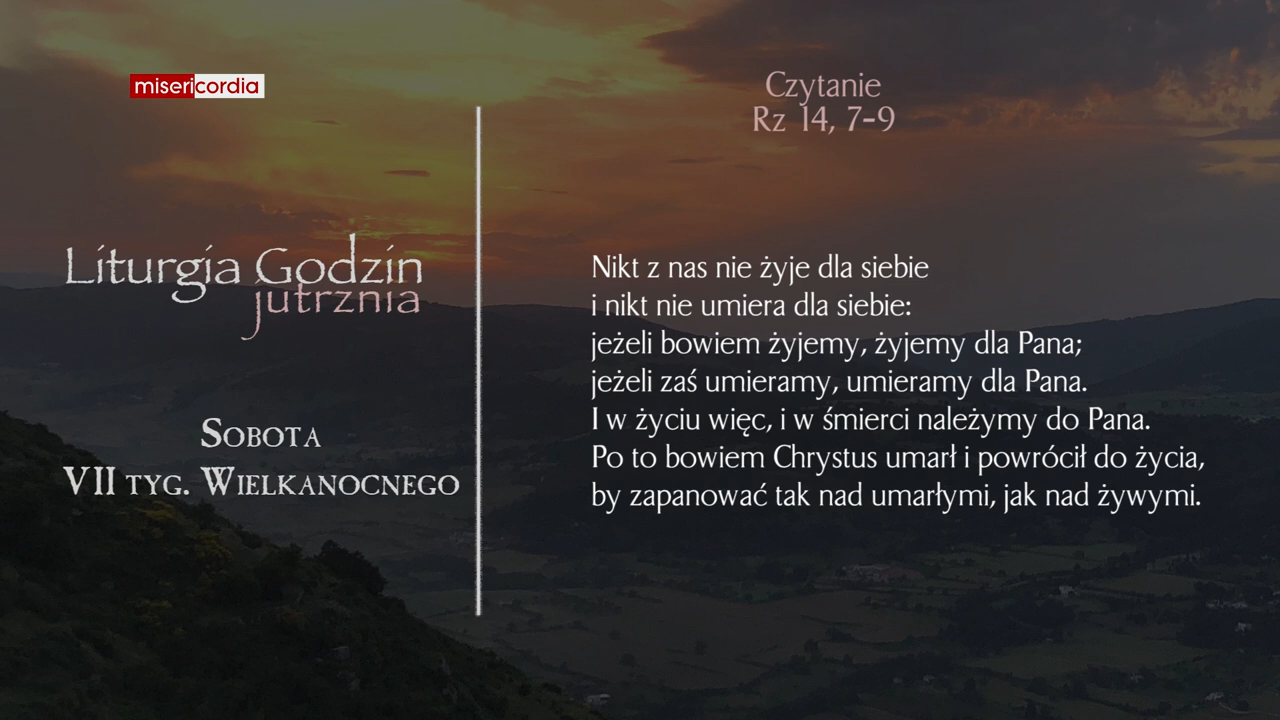 misericordia
Liturgia Godzin
jutrznia
Sobota
VII tyg. Wielkanocnego
Czytanie
Rz 14, 7-9
Nikt z nas nie żyje dla siebie
i nikt nie umiera dla siebie:
jeżeli bowiem żyjemy, żyjemy dla Pana;
jeżeli zaś umieramy, umieramy dla Pana.
I w życiu więc, i w śmierci należymy do Pana.
Po to bowiem Chrystus umarł i powrócił do życia,
by zapanować tak nad umarłymi, jak nad żywymi.